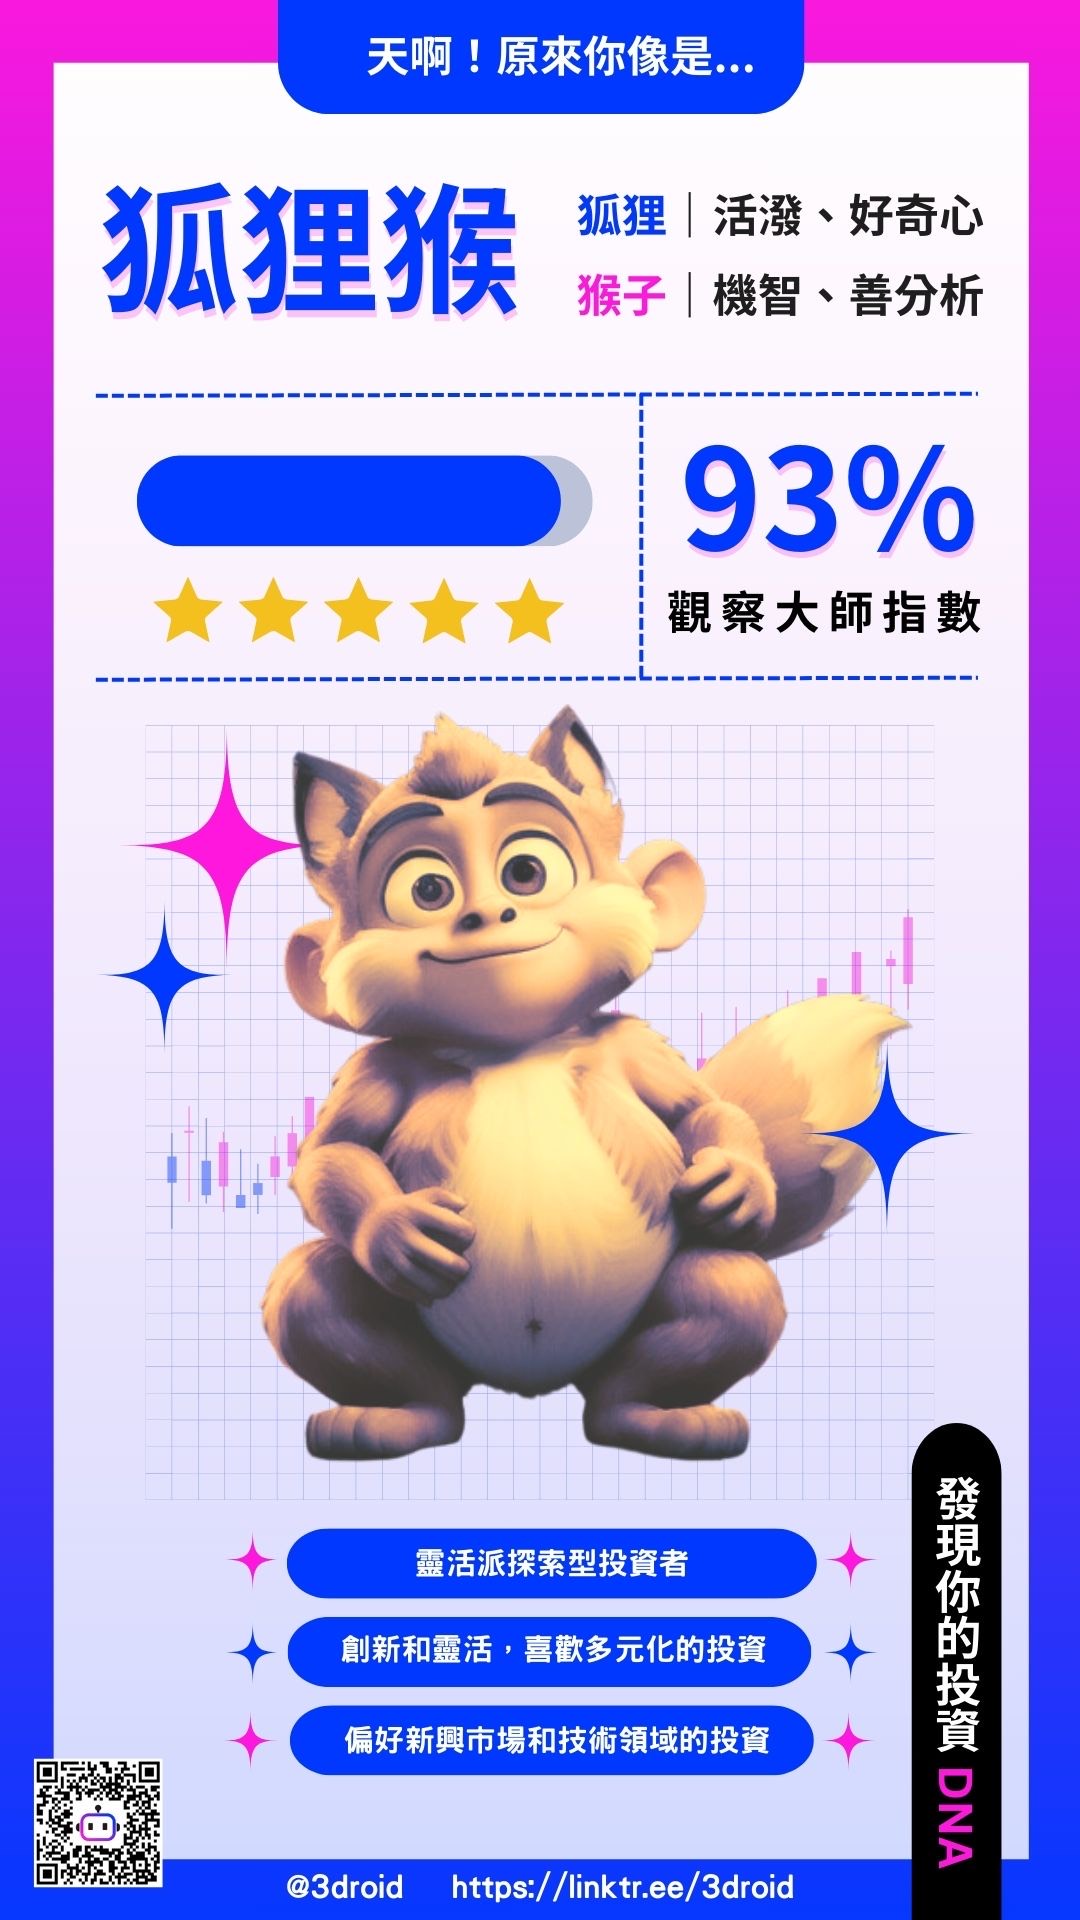 天啊！原來你像是...
狐狸猴
狐狸｜活潑、好奇心
猴子｜機智、善分析
93%
觀察大師指數
靈活派探索型投資者
創新和靈活，喜歡多元化的投資
偏好新興市場和技術領域的投資
發現你的投資 DNA
@3droid https://linktr.ee/3droid